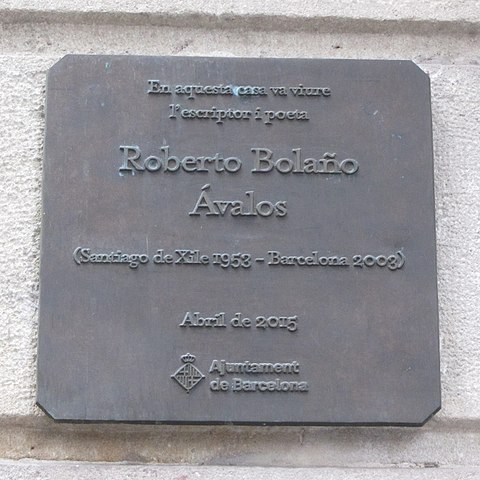 En aquesta casa va viure
l'escriptor i poeta
Roberto Bolaño
Ávalos
(Santiago de Xile 1953 - Barcelona 2003)
Abril de 2015
Ajuntament
de Barcelona